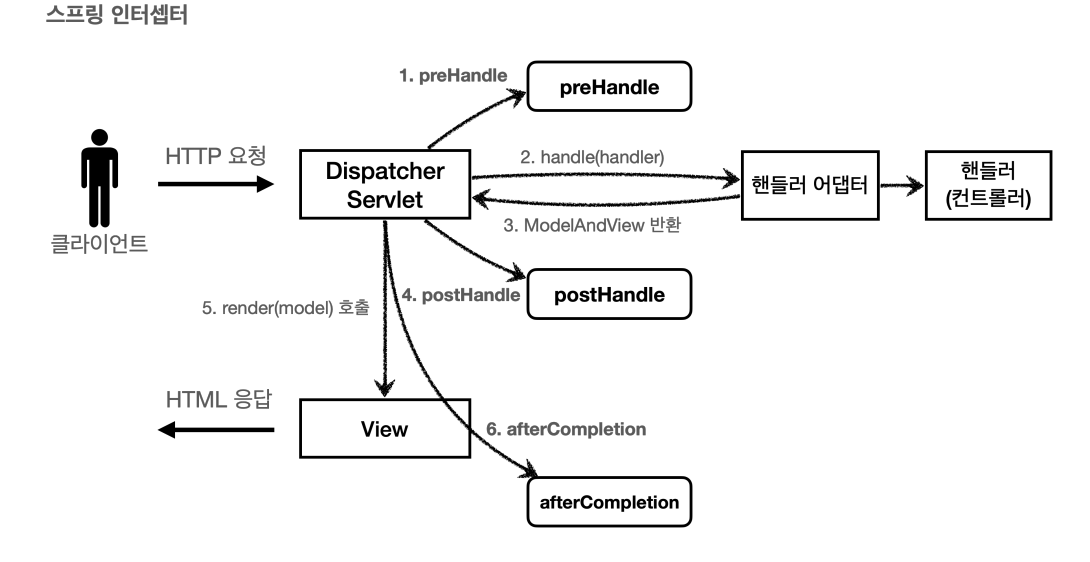 스프링 인터셉터
1. preHandle
preHandle
HTTP 요청
클라이언트
Dispatcher
Servlet
2. handle(handler)
3. ModelAndView 반환
핸들러 어댑터
핸들러
(컨트롤러)
4. postHandle
postHandle
5. render(model) 호출
HTML 응답
View
6. afterCompletion
afterCompletion